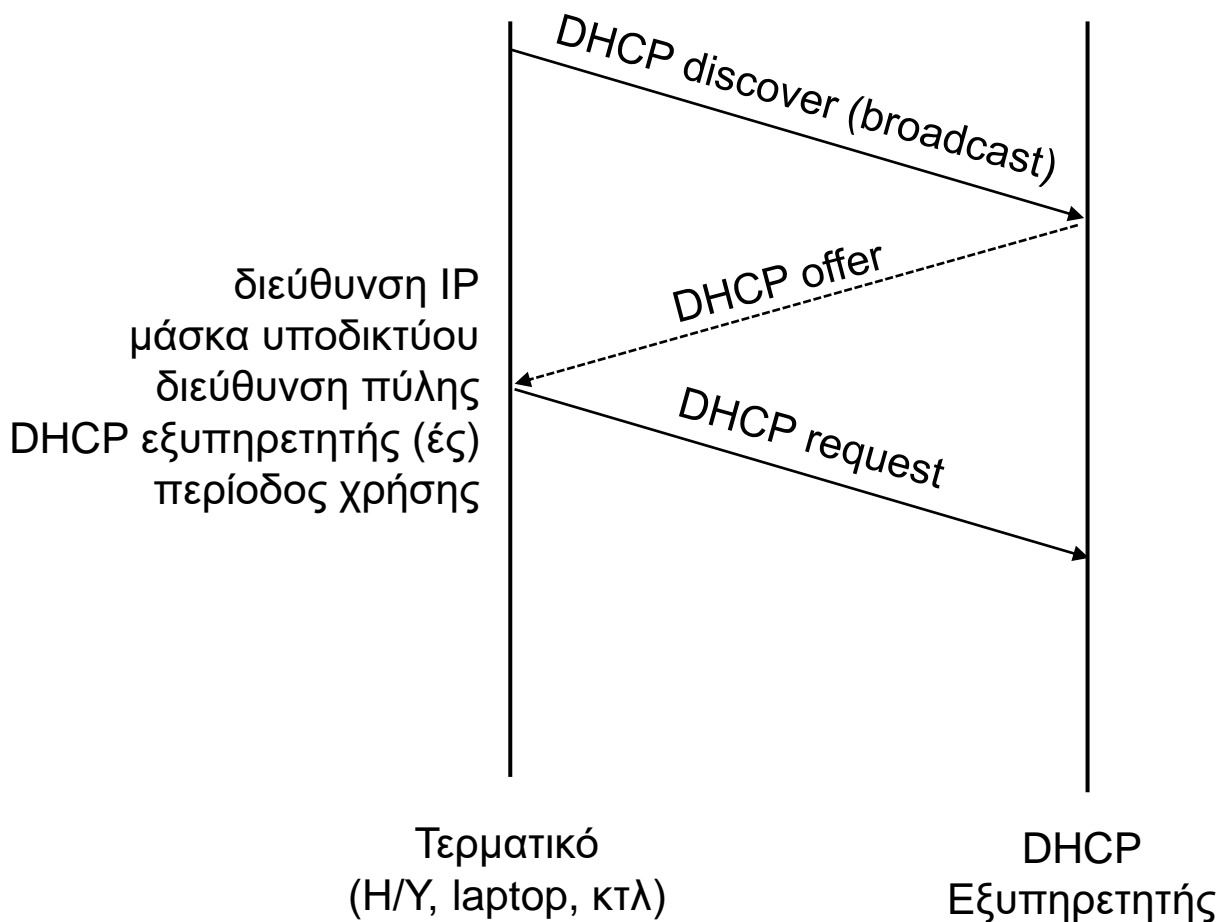 DHCP discover (broadcast)
DHCP offer
διεύθυνση IP
μάσκα υποδικτύου
διεύθυνση πύλης
DHCP εξυπηρετητής (ές)
περίοδος χρήσης
DHCP request
Τερματικό
(Η/Υ, laptop, κτλ)
DHCP
Εξυπηρετητής